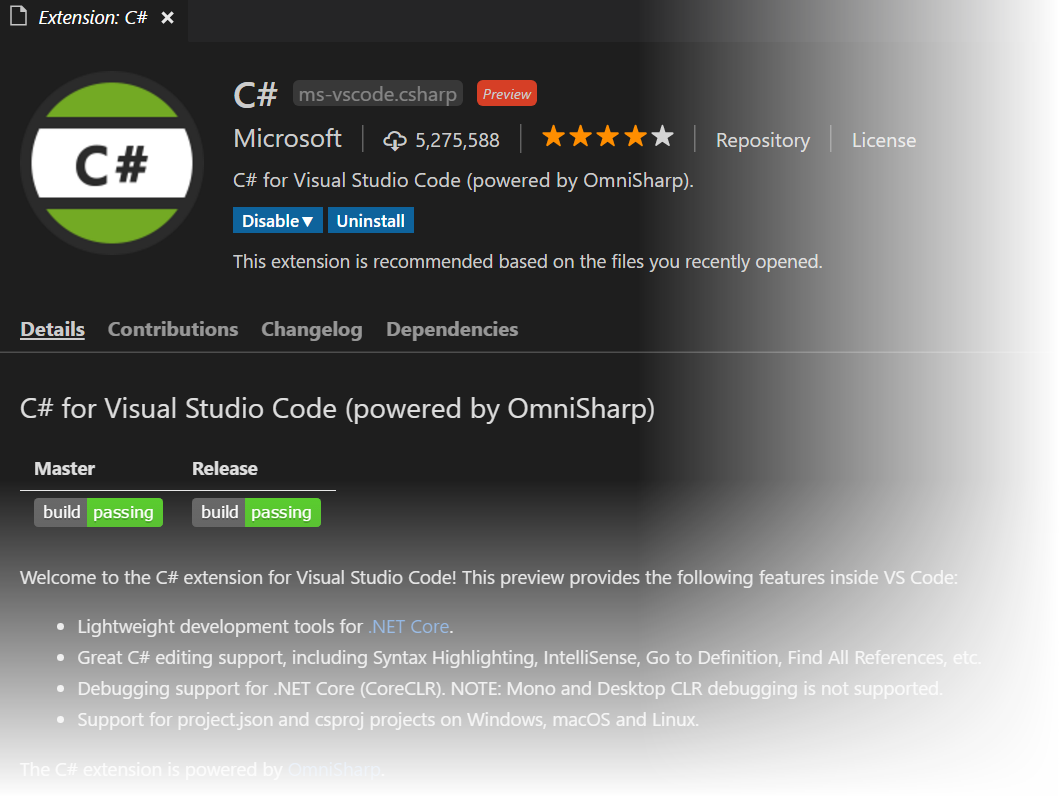 Extension: C# ×
C# ms-vscode.csharp Preview
C# Microsoft 5,275,588 Repository License
C# for Visual Studio Code (powered by OmniSharp).
Disable▼ Uninstall
This extension is recommended based on the files you recently opened.
Details Contributions Changelog Dependencies
C# for Visual Studio Code (powered by OmniSharp)
Master Release
build passing build passing
Welcome to the C# extension for Visual Studio Code! This preview provides the following features inside VS Code:
• Lightweight development tools for .NET Core.
• Great C# editing support, including Syntax Highlighting, IntelliSense, Go to Definition, Find All References, etc.
• Debugging support for .NET Core (CoreCLR). NOTE: Mono and Desktop CLR debugging is not supported.
• Support for project.json and csproj projects on Windows, macOS and Linux.
The C# extension is powered by OmniSharp.